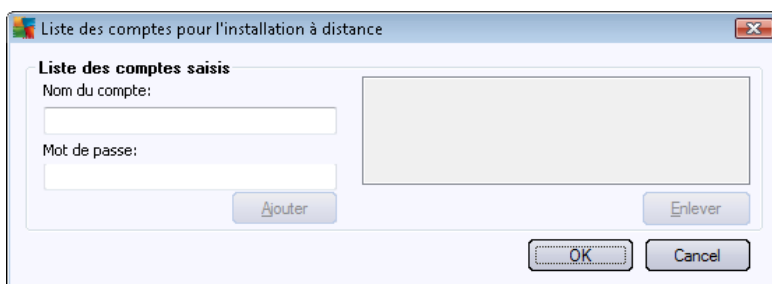 Liste des comptes pour l'installation à distance
Liste des comptes saisis
Nom du compte:
Mot de passe:
Ajouter
Enlever
OK
Cancel